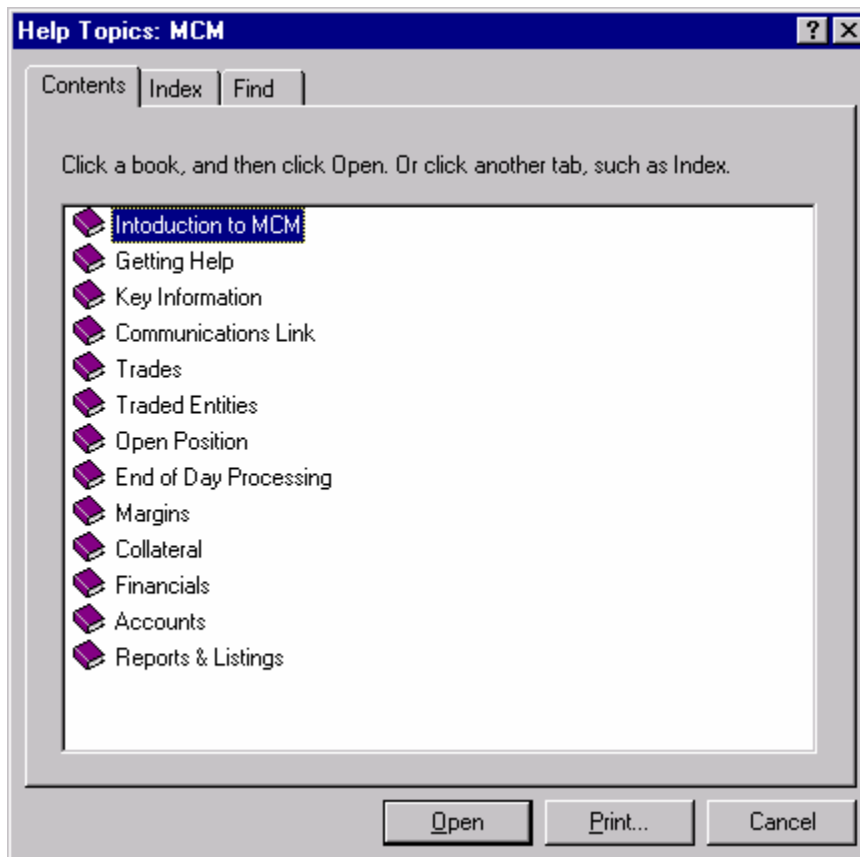 Help Topics: MCM
Contents Index Find
Click a book, and then click Open. Or click another tab, such as Index.
Intoduction to MCM
Getting Help
Key Information
Communications Link
Trades
Traded Entities
Open Position
End of Day Processing
Margins
Collateral
Financials
Accounts
Reports & Listings
Open Print... Cancel